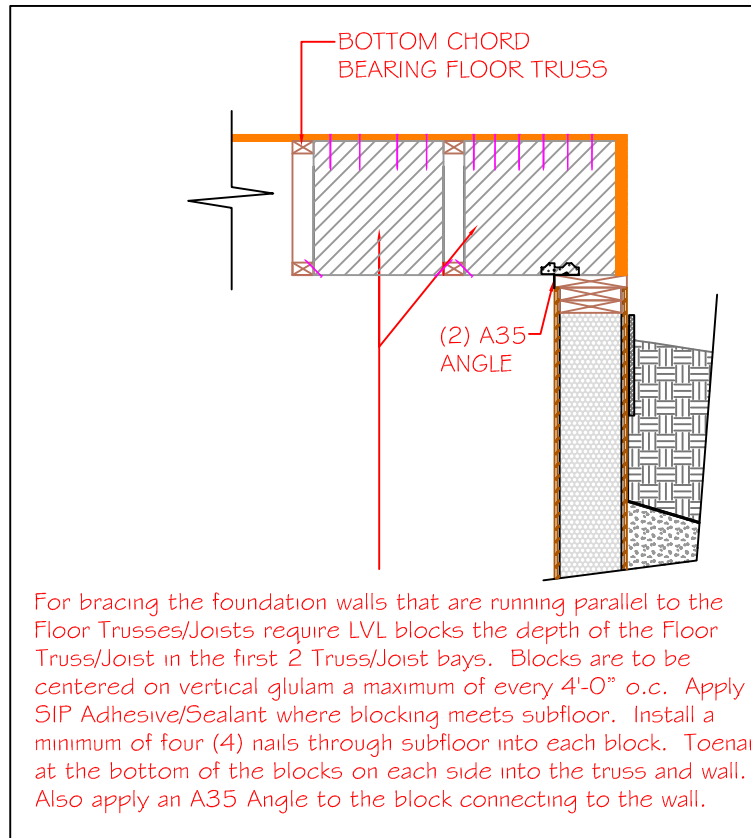 BOTTOM CHORD
BEARING FLOOR TRUSS
(2) A35
ANGLE
For bracing the foundation walls that are running parallel to the
Floor Trusses/Joists require LVL blocks the depth of the Floor
Truss/Joist in the first 2 Truss/Joist bays. Blocks are to be
centered on vertical glulam a maximum of every 4'-0" o.c. Apply
SIP Adhesive/Sealant where blocking meets subfloor. Install a
minimum of four (4) nails through subfloor into each block.
at the bottom of the blocks on each side into the truss and wall.
Also apply an A35 Angle to the block connecting to the wall.